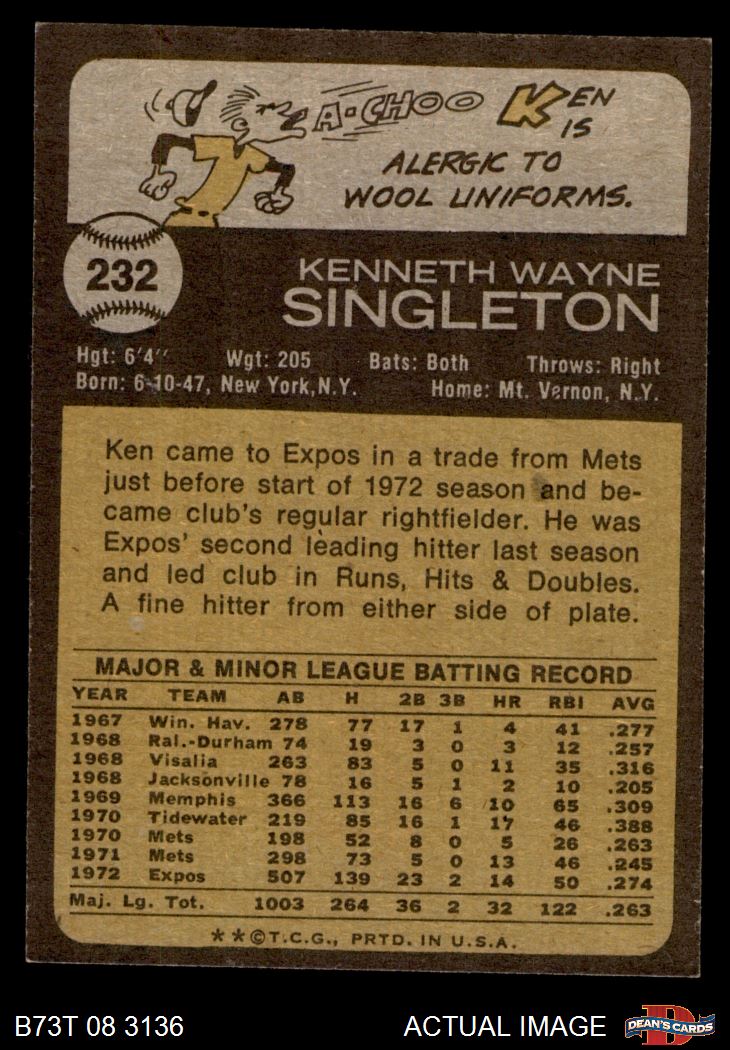 A-CHOO KEN
IS
ALERGIC TO
WOOL UNIFORMS.
232
KENNETH WAYNE
SINGLETON
Hgt: 6'4" Wgt: 205 Bats: Both Throws: Right
Born: 6-10-47, New York, N.Y. Home: Mt. Vernon, N.Y.
Ken came to Expos in a trade from Mets
just before start of 1972 season and be-
came club's regular rightfielder. He was
Expos' second leading hitter last season
and led club in Runs, Hits & Doubles.
A fine hitter from either side of plate.
MAJOR & MINOR LEAGUE BATTING RECORD
YEAR TEAM AB H 2B 3B HR RBI AVG
1967 Win. Hav. 278 77 17 1 4 41 .277
1968 Ral.-Durham 74 19 3 0 3 12 .257
1968 Visalia 263 83 5 0 11 35 .316
1968 Jacksonville 78 16 5 1 2 10 .205
1969 Memphis 366 113 16 6 10 65 .309
1970 Tidewater 219 85 16 1 17 46 .388
1970 Mets 198 52 8 0 5 26 .263
1971 Mets 298 73 5 0 13 46 .245
1972 Expos 507 139 23 2 14 50 .274
Maj. Lg. Tot. 1003 264 36 2 32 122 .263
**©T.C.G., PRTD. IN U.S.A.
B73T 08 3136 ACTUAL IMAGE
D
DEAN'S CARDS